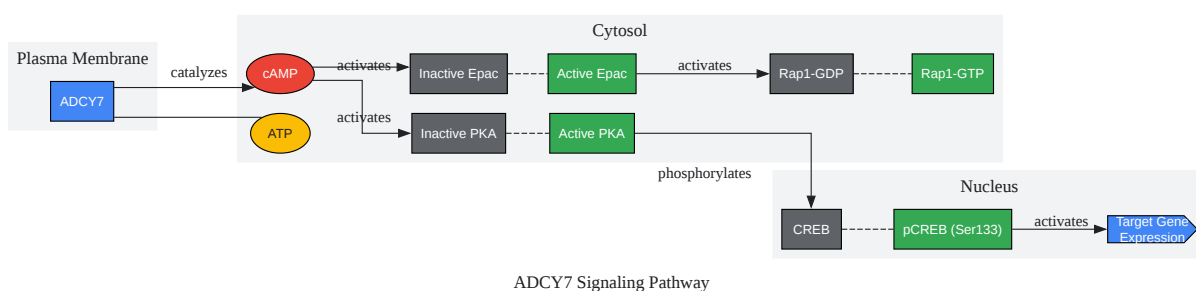 Cytosol
Plasma Membrane
catalyzes
ADCY7
cAMP
activates
Inactive Epac
Active Epac
activates
Rap1-GDP
Rap1-GTP
ATP
activates
Inactive PKA
Active PKA
phosphorylates
Nucleus
CREB
pCREB (Ser133)
activates
Target Gene
Expression
ADCY7 Signaling Pathway